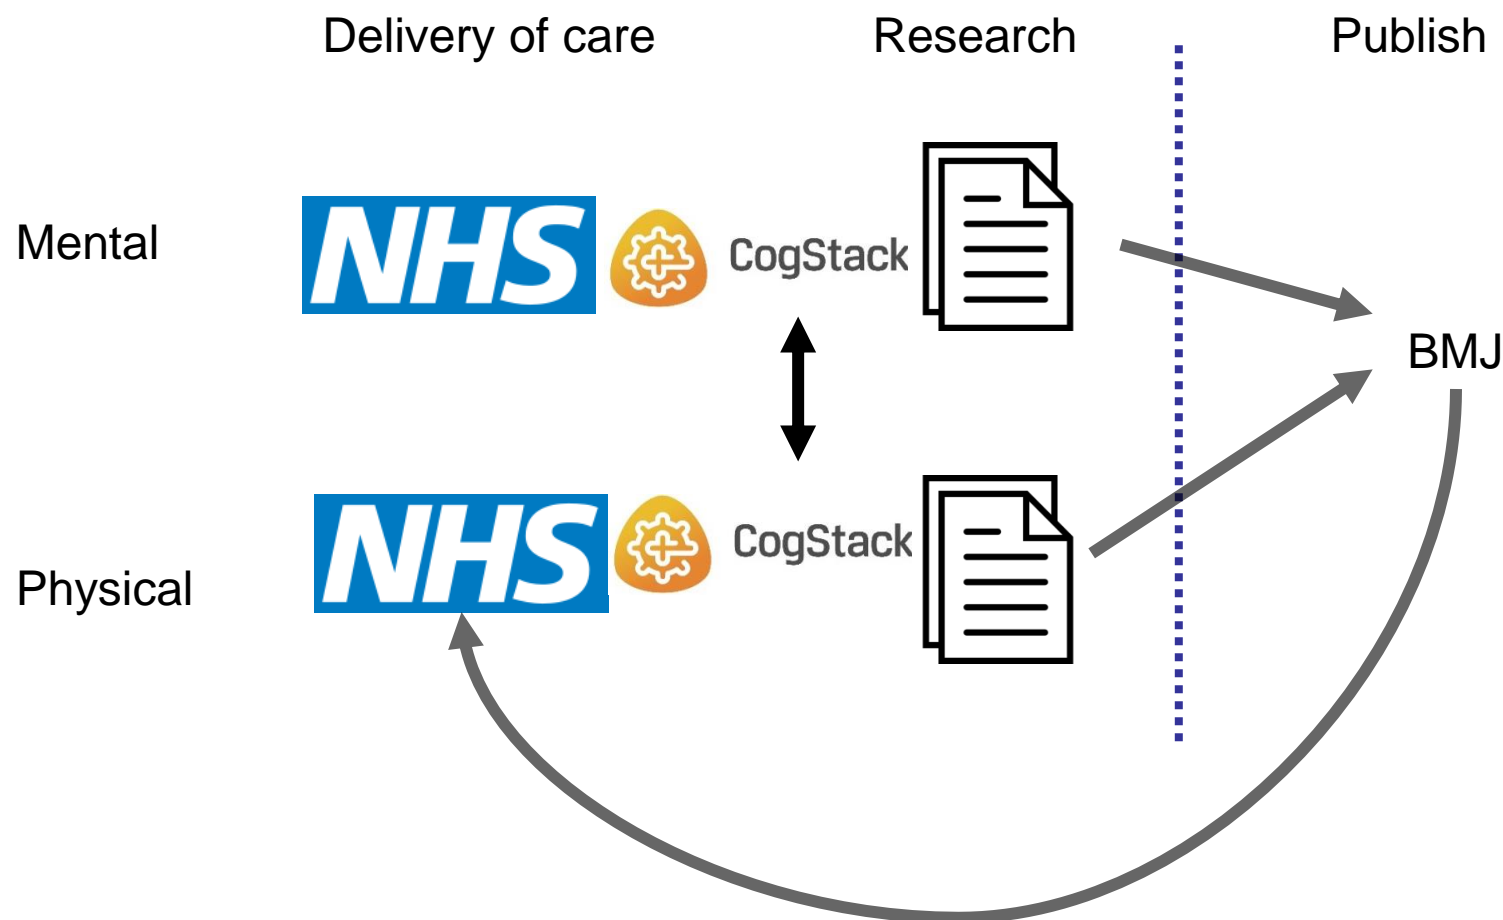 Delivery of care
Research
Publish
Mental
NHS
CogStack
BMJ
Physical
NHS
CogStack